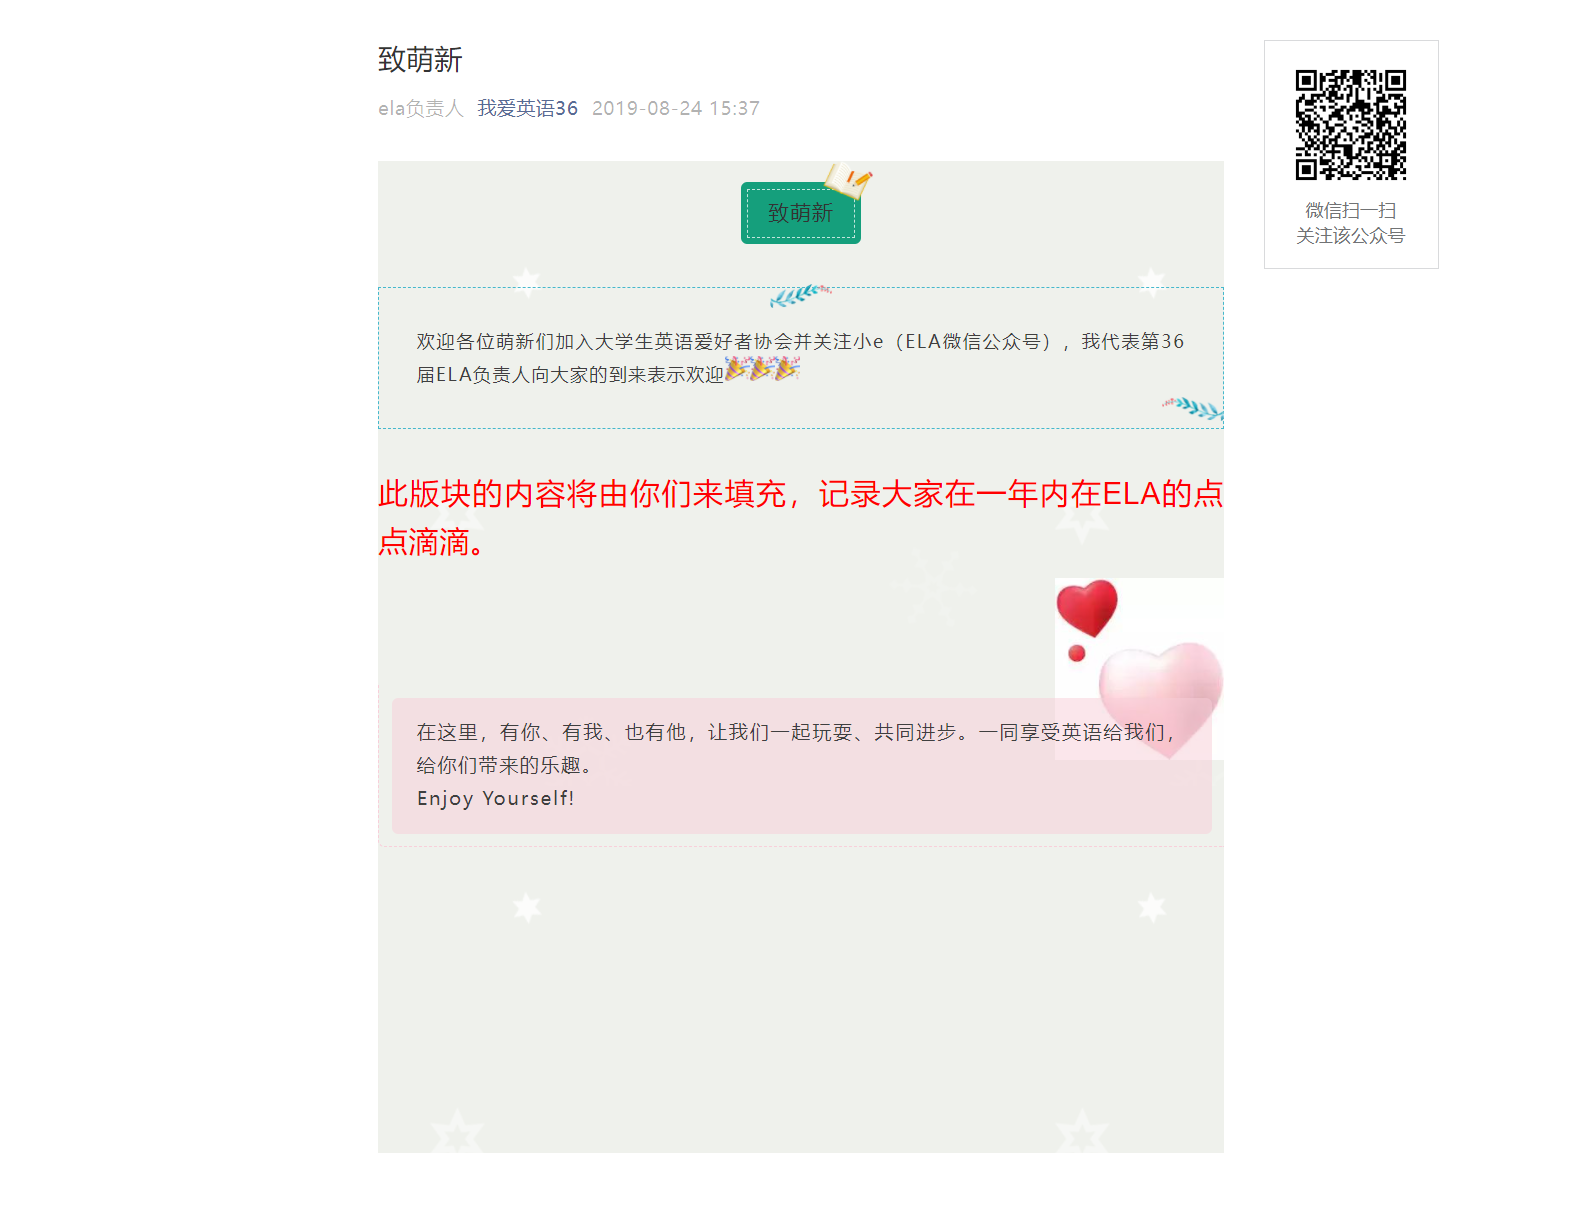 致萌新
ela负责人 我爱英语36 2019-08-24 15:37
微信扫一扫
关注该公众号
致萌新
欢迎各位萌新们加入大学生英语爱好者协会并关注小e（ELA微信公众号），我代表第36
届ELA负责人向大家的到来表示欢迎🎉🎉🎉
此版块的内容将由你们来填充，记录大家在一年内在ELA的点
点滴滴。
在这里，有你、有我、也有他，让我们一起玩耍、共同进步。一同享受英语给我们，
给你们带来的乐趣。
Enjoy Yourself!